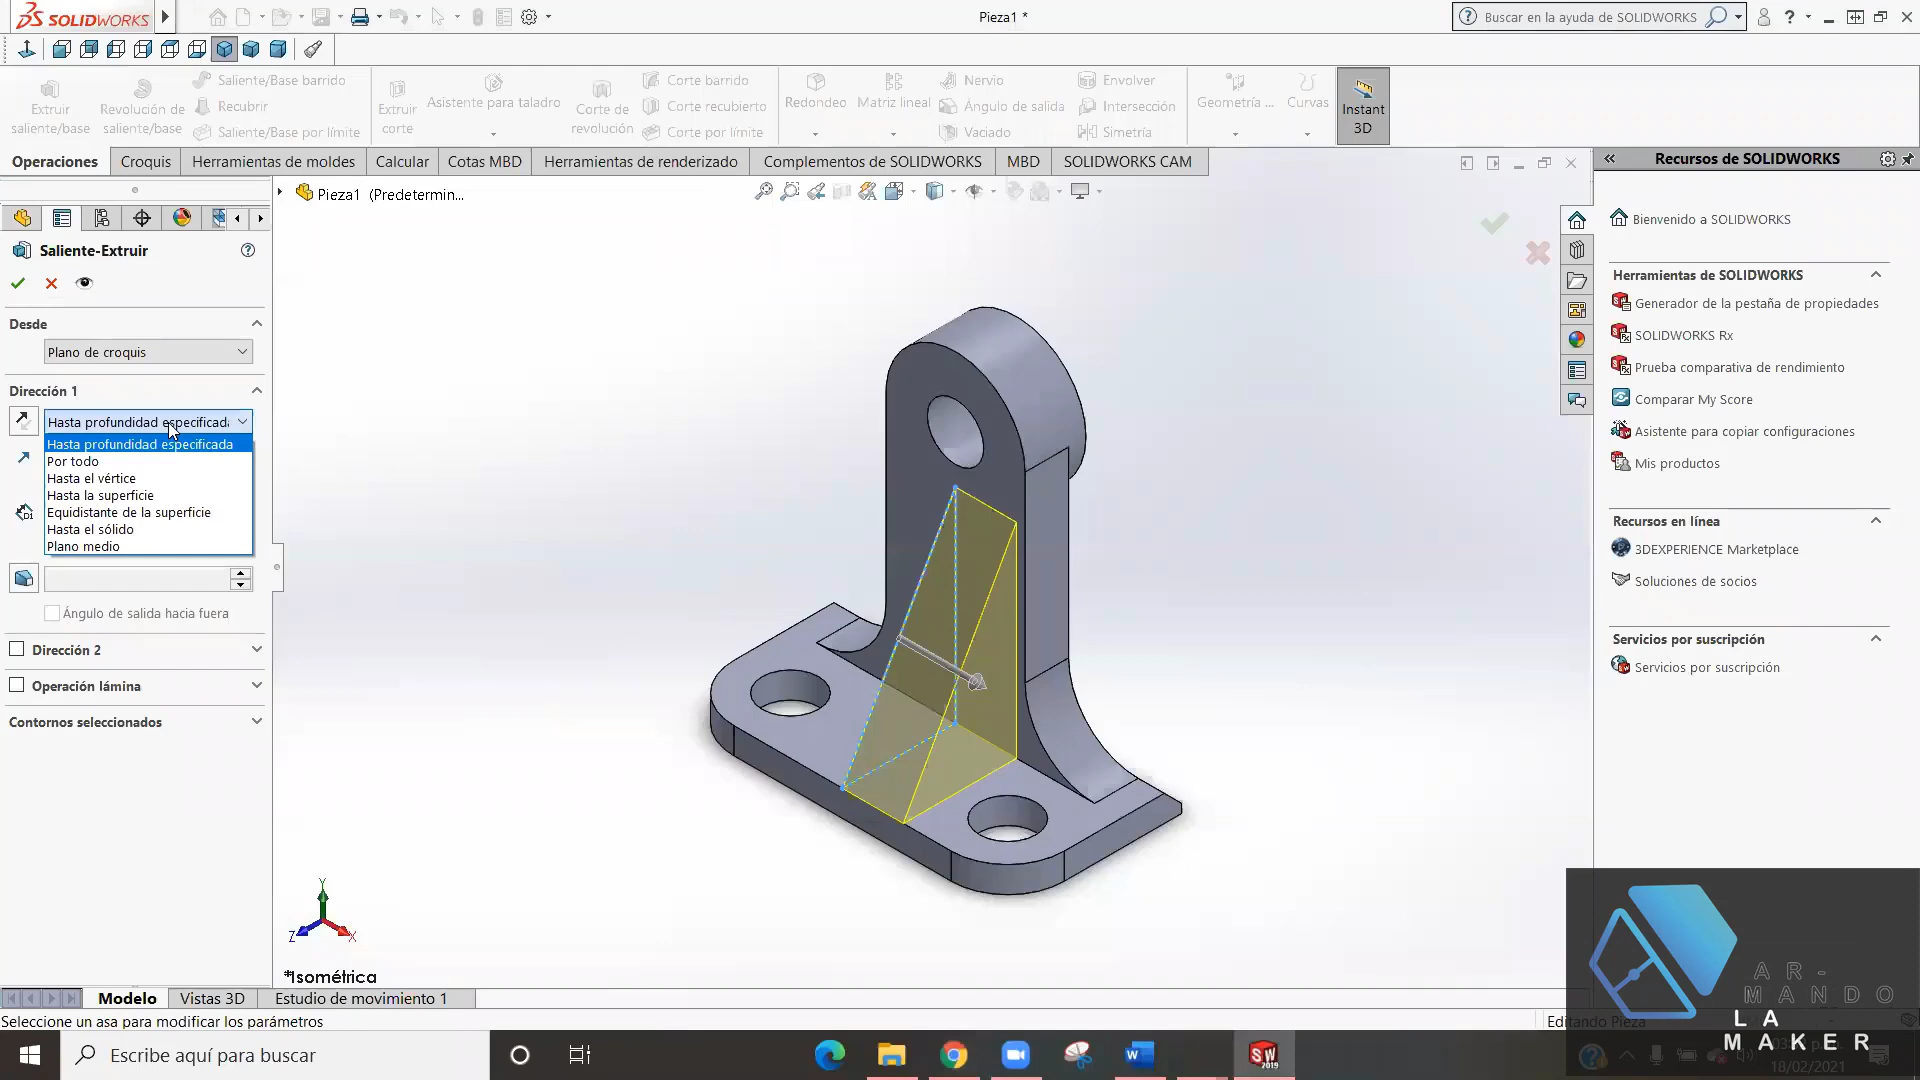 SOLIDWORKS
Pieza1 *
Buscar en la ayuda de SOLIDWORKS
Extruir saliente/base
Revolución de saliente/base
Saliente/Base barrido
Recubrir
Saliente/Base por límite
Extruir corte
Asistente para taladro
Corte de revolución
Corte barrido
Corte recubierto
Corte por límite
Redondeo
Matriz lineal
Nervio
Ángulo de salida
Vaciado
Envolver
Intersección
Simetría
Geometría ...
Curvas
Instant 3D
Operaciones
Croquis
Herramientas de moldes
Calcular
Cotas MBD
Herramientas de renderizado
Complementos de SOLIDWORKS
MBD
SOLIDWORKS CAM
Pieza1 (Predetermin...
Saliente-Extruir
Desde
Plano de croquis
Dirección 1
Hasta profundidad especificada
Hasta profundidad especificada
Por todo
Hasta el vértice
Hasta la superficie
Equidistante de la superficie
Hasta el sólido
Plano medio
Ángulo de salida hacia fuera
Dirección 2
Operación lámina
Contornos seleccionados
Y
Z
X
*Isométrica
Recursos de SOLIDWORKS
Bienvenido a SOLIDWORKS
Herramientas de SOLIDWORKS
Generador de la pestaña de propiedades
SOLIDWORKS Rx
Prueba comparativa de rendimiento
Comparar My Score
Asistente para copiar configuraciones
Mis productos
Recursos en línea
3DEXPERIENCE Marketplace
Soluciones de socios
Servicios por suscripción
Servicios por suscripción
AR-
MANDO
LA
MAKER
Modelo
Vistas 3D
Estudio de movimiento 1
Seleccione un asa para modificar los parámetros
Editando Pieza
Escribe aquí para buscar
SW 2019
18/02/2021